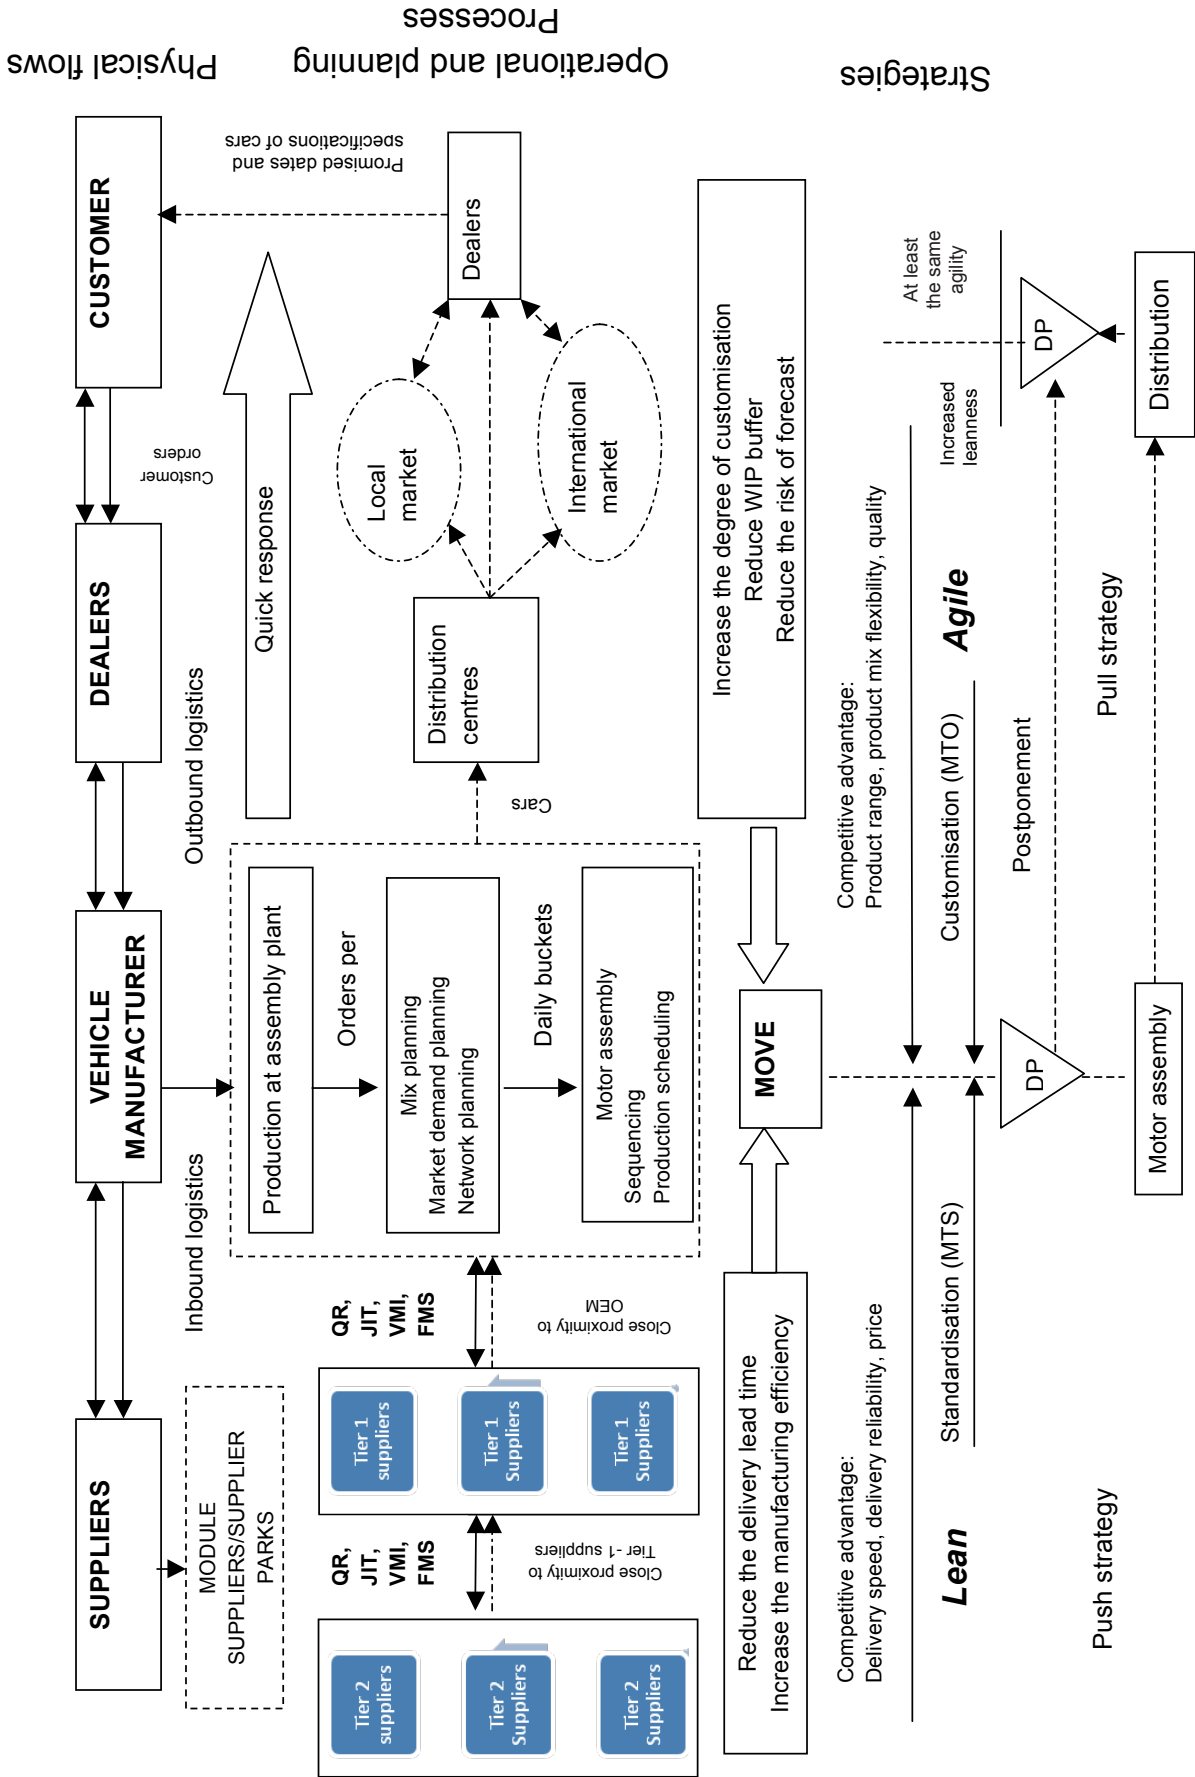 SUPPLIERS
VEHICLE
MANUFACTURER
DEALERS
CUSTOMER
Physical flows
MODULE
SUPPLIERS/SUPPLIER
PARKS
Inbound logistics
Outbound logistics
Customer
orders
Quick response
Promised dates and
specifications of cars
Operational and planning
Processes
Tier 2
suppliers
Tier 2
Suppliers
Tier 2
Suppliers
QR,
JIT,
VMI,
FMS
Close proximity to
Tier -1 suppliers
Tier 1
suppliers
Tier 1
Suppliers
Tier 1
Suppliers
QR,
JIT,
VMI,
FMS
Close proximity to
OEM
Production at assembly plant
Orders per
Mix planning
Market demand planning
Network planning
Daily buckets
Motor assembly
Sequencing
Production scheduling
Cars
Distribution
centres
Local
market
International
market
Dealers
Reduce the delivery lead time
Increase the manufacturing efficiency
MOVE
Increase the degree of customisation
Reduce WIP buffer
Reduce the risk of forecast
Strategies
Competitive advantage:
Delivery speed, delivery reliability, price
Competitive advantage:
Product range, product mix flexibility, quality
Lean
Standardisation (MTS)
Customisation (MTO)
Agile
Increased
leanness
At least
the same
agility
DP
Postponement
DP
Push strategy
Pull strategy
Motor assembly
Distribution